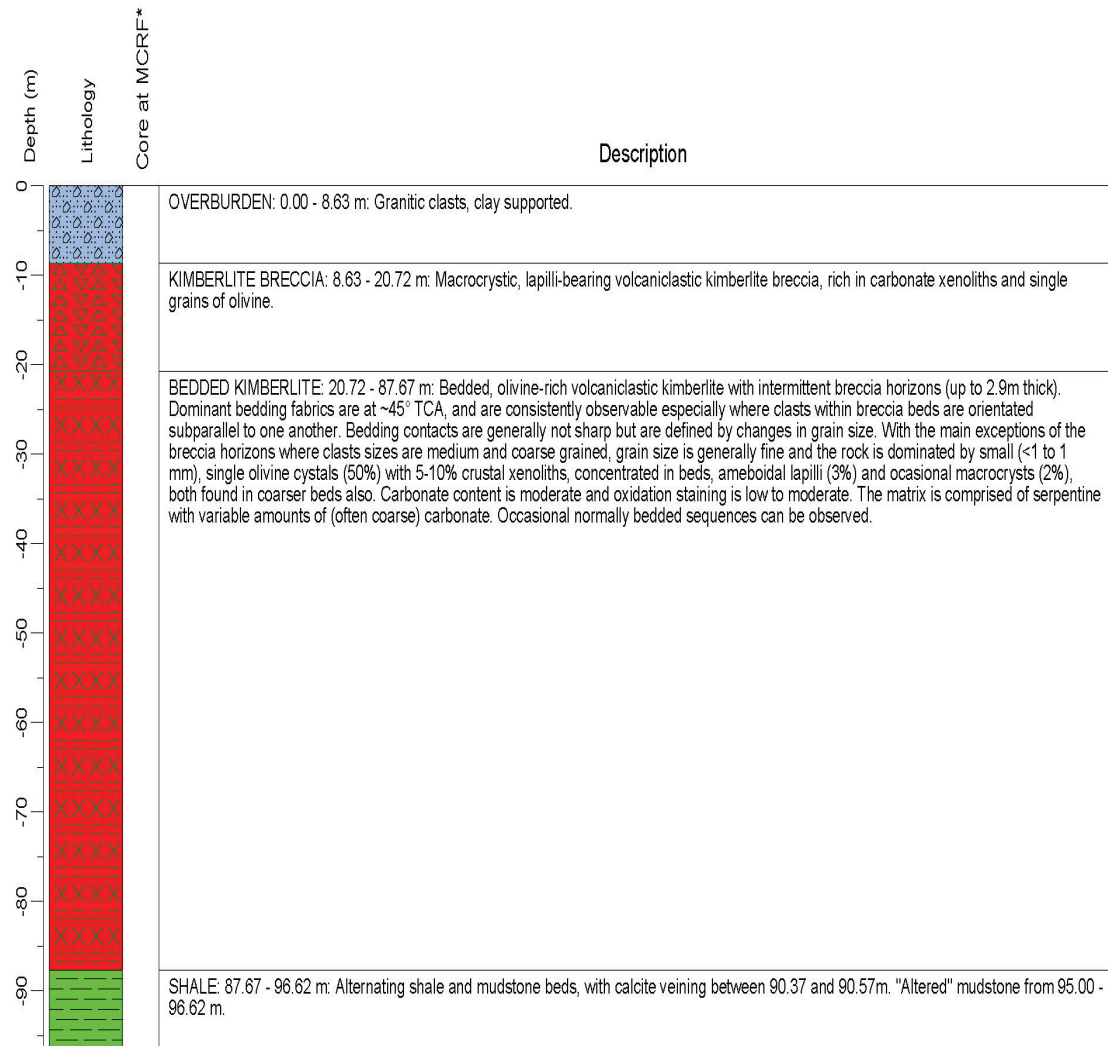 Depth (m)
Lithology
Core at MCRF*
Description
0
-10
-20
-30
-40
-50
-60
-70
-80
-90
OVERBURDEN: 0.00 - 8.63 m: Granitic clasts, clay supported.
KIMBERLITE BRECCIA: 8.63 - 20.72 m: Macrocrystic, lapilli-bearing volcaniclastic kimberlite breccia, rich in carbonate xenoliths and single
grains of olivine.
BEDDED KIMBERLITE: 20.72 - 87.67 m: Bedded, olivine-rich volcaniclastic kimberlite with intermittent breccia horizons (up to 2.9m thick).
Dominant bedding fabrics are at ~45° TCA, and are consistently observable especially where clasts within breccia beds are orientated
subparallel to one another. Bedding contacts are generally not sharp but are defined by changes in grain size. With the main exceptions of the
breccia horizons where clasts sizes are medium and coarse grained, grain size is generally fine and the rock is dominated by small (<1 to 1
mm), single olivine cystals (50%) with 5-10% crustal xenoliths, concentrated in beds, ameboidal lapilli (3%) and ocasional macrocrysts (2%),
both found in coarser beds also. Carbonate content is moderate and oxidation staining is low to moderate. The matrix is comprised of serpentine
with variable amounts of (often coarse) carbonate. Occasional normally bedded sequences can be observed.
SHALE: 87.67 - 96.62 m: Alternating shale and mudstone beds, with calcite veining between 90.37 and 90.57m. "Altered" mudstone from 95.00 -
96.62 m.